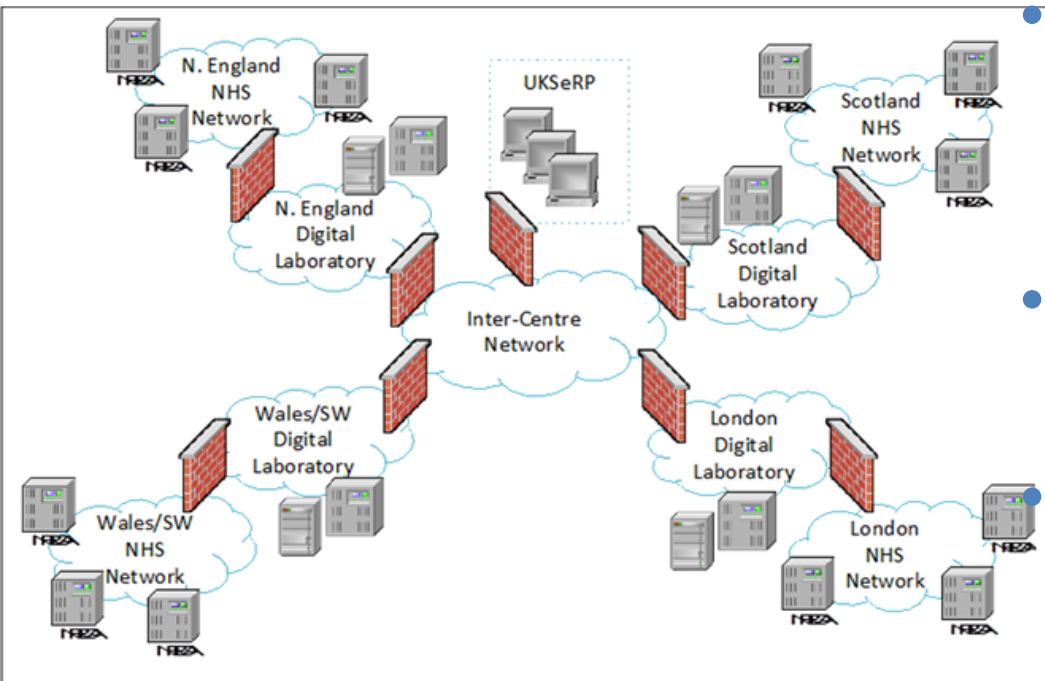 N. England
NHS
Network
UKSeRP
Scotland
NHS
Network
N. England
Digital
Laboratory
Scotland
Digital
Laboratory
Inter-Centre
Network
Wales/SW
Digital
Laboratory
London
Digital
Laboratory
Wales/SW
NHS
Network
London
NHS
Network